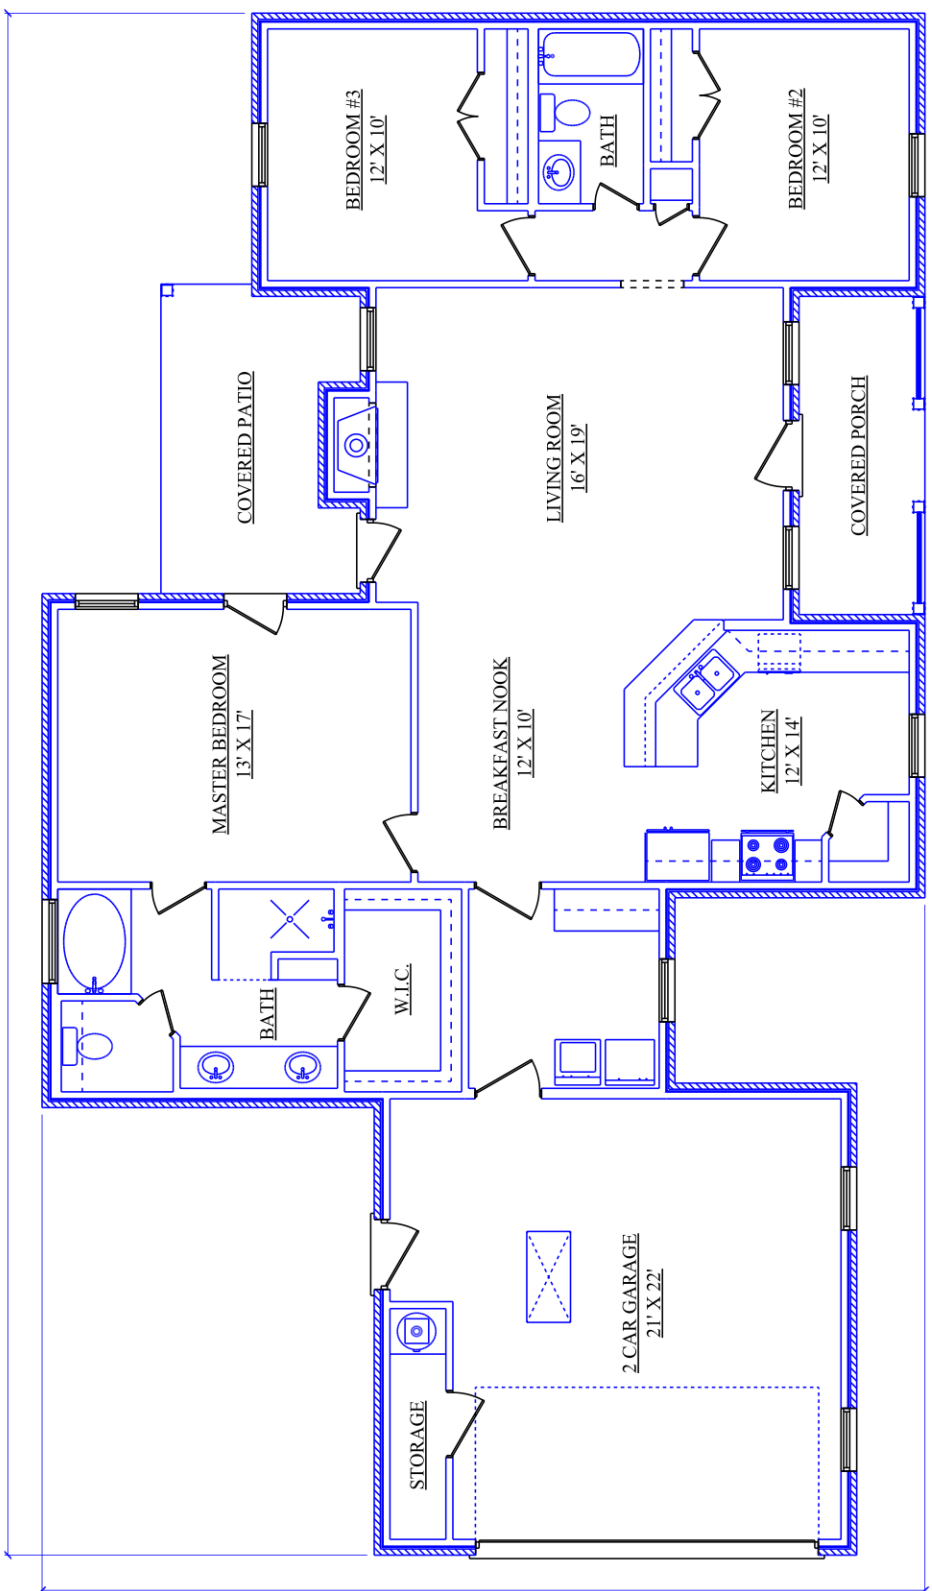 BEDROOM #3
12' X 10'
BATH
BEDROOM #2
12' X 10'
COVERED PATIO
LIVING ROOM
16' X 19'
COVERED PORCH
MASTER BEDROOM
13' X 17'
BREAKFAST NOOK
12' X 10'
KITCHEN
12' X 14'
BATH
W.I.C.
2 CAR GARAGE
21' X 22'
STORAGE